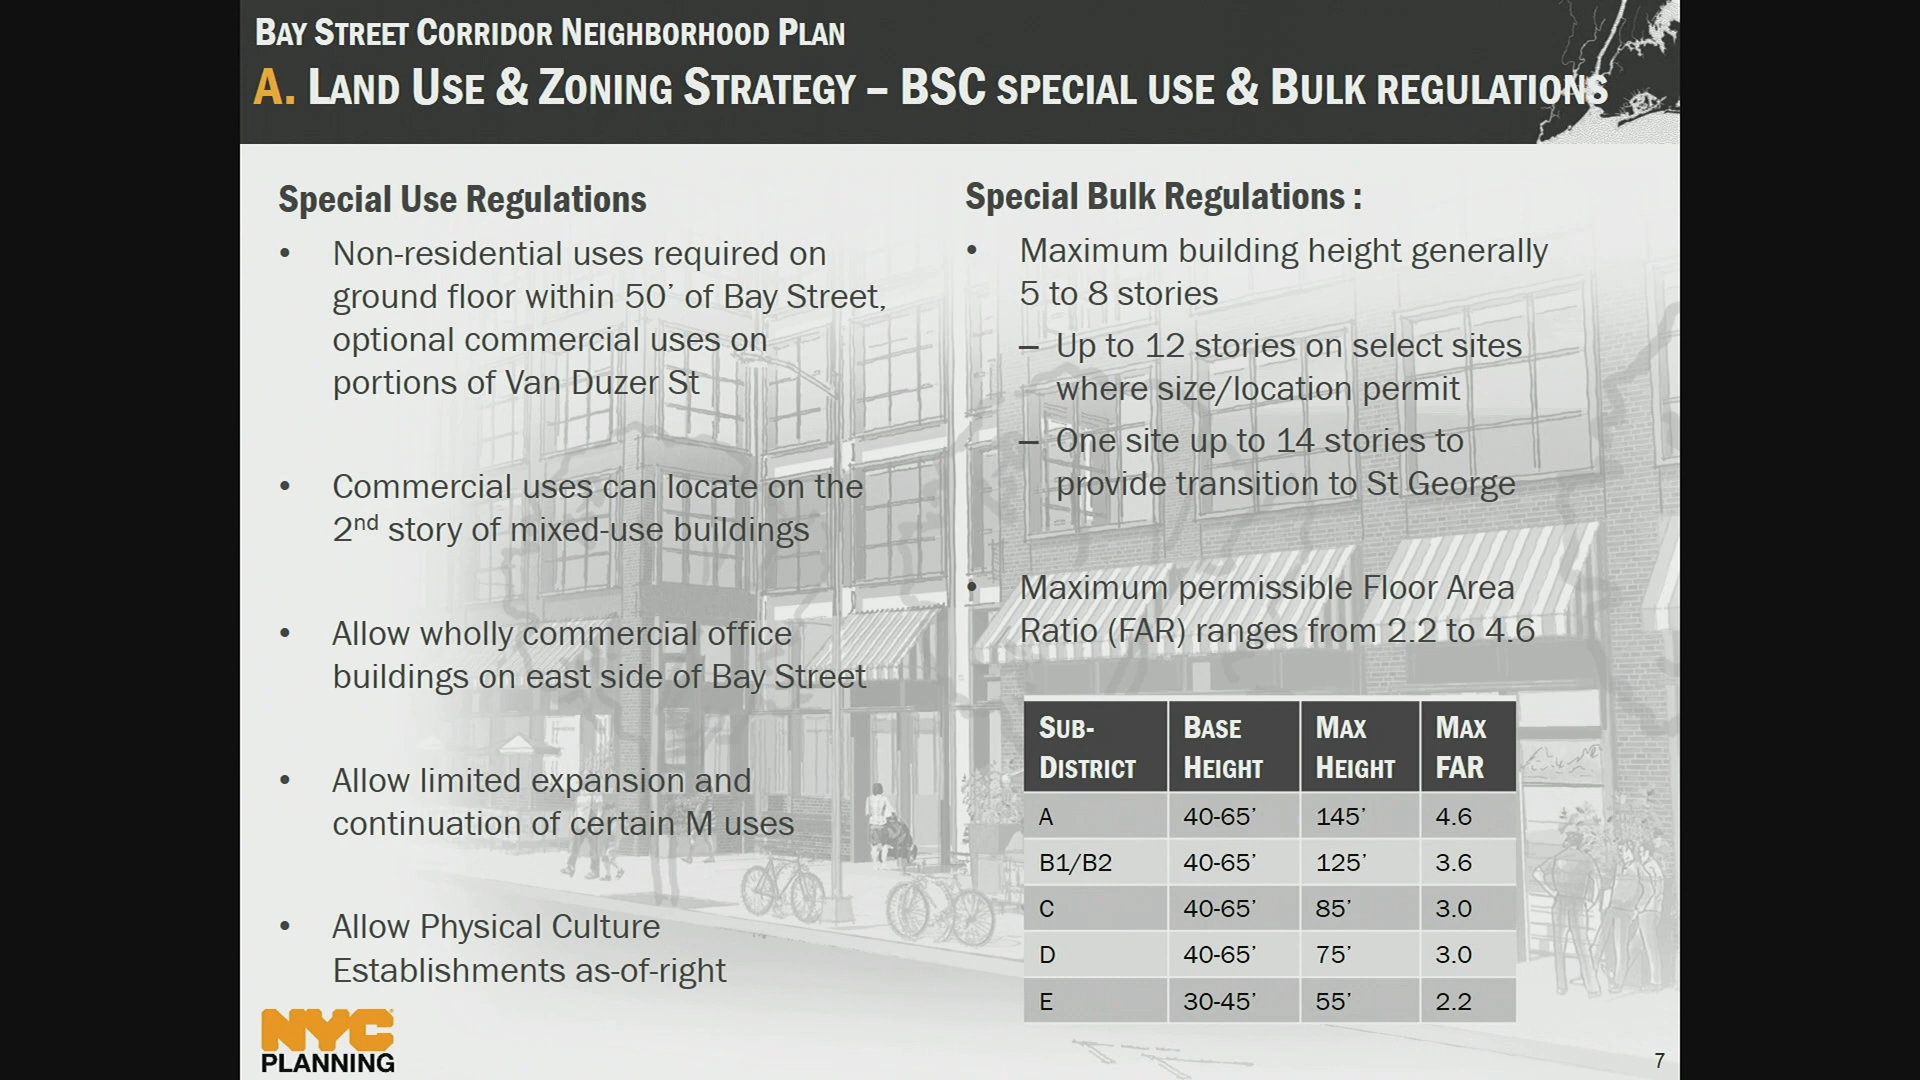 BAY STREET CORRIDOR NEIGHBORHOOD PLAN
A. LAND USE & ZONING STRATEGY – BSC SPECIAL USE & BULK REGULATIONS
Special Use Regulations
• Non-residential uses required on
ground floor within 50’ of Bay Street,
optional commercial uses on
portions of Van Duzer St
• Commercial uses can locate on the
2nd story of mixed-use buildings
• Allow wholly commercial office
buildings on east side of Bay Street
• Allow limited expansion and
continuation of certain M uses
• Allow Physical Culture
Establishments as-of-right
Special Bulk Regulations :
• Maximum building height generally
5 to 8 stories
– Up to 12 stories on select sites
where size/location permit
– One site up to 14 stories to
provide transition to St George
• Maximum permissible Floor Area
Ratio (FAR) ranges from 2.2 to 4.6
SUB-DISTRICT BASE HEIGHT MAX HEIGHT MAX FAR
A 40-65’ 145’ 4.6
B1/B2 40-65’ 125’ 3.6
C 40-65’ 85’ 3.0
D 40-65’ 75’ 3.0
E 30-45’ 55’ 2.2
NYC
PLANNING
7